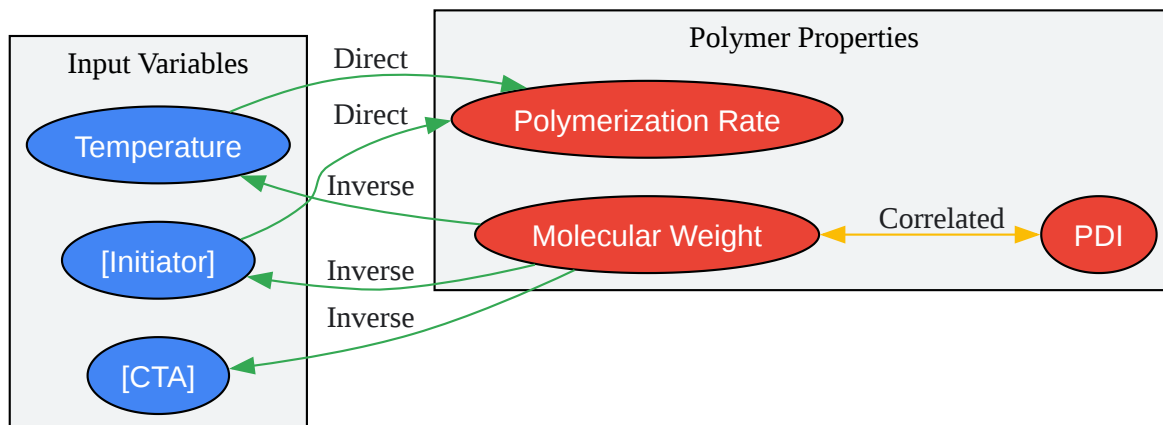 Input Variables
Temperature
[Initiator]
[CTA]
Direct
Direct
Inverse
Inverse
Inverse
Polymer Properties
Polymerization Rate
Molecular Weight
Correlated
PDI